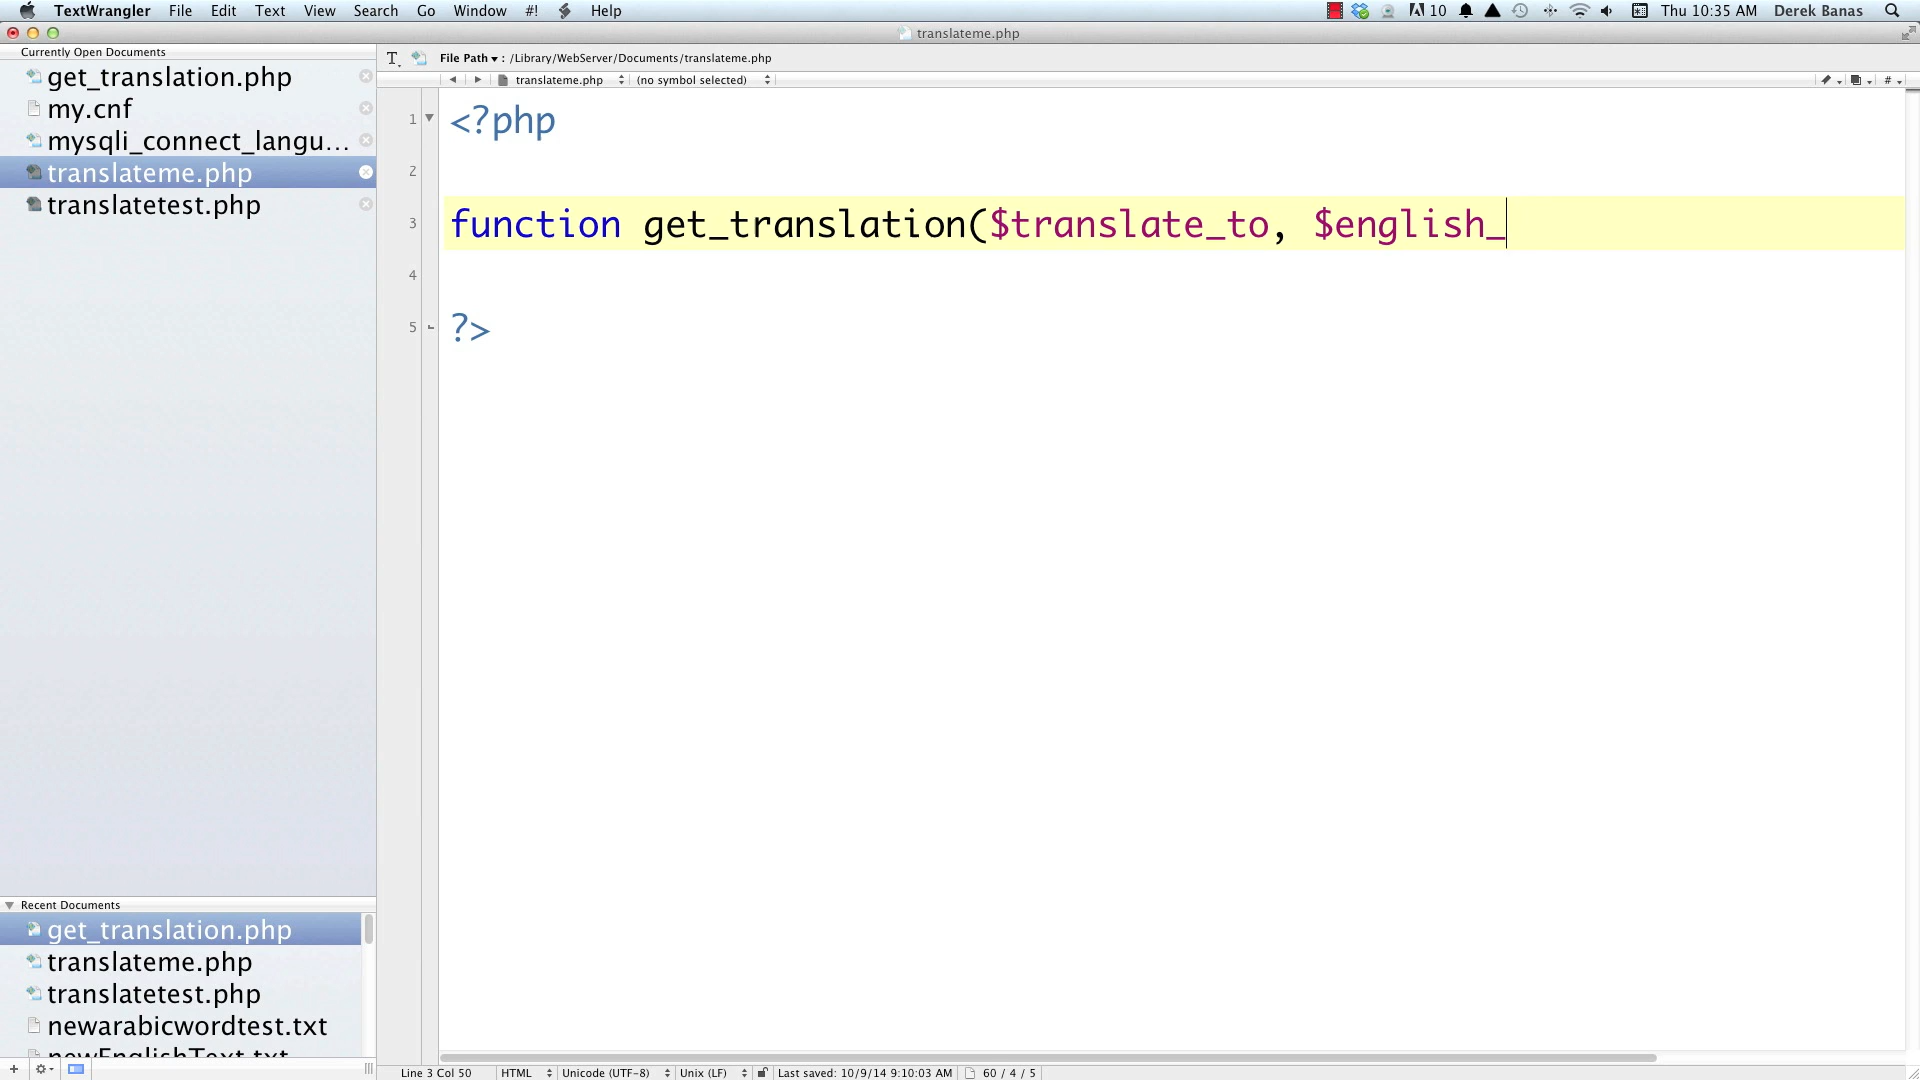 TextWrangler File Edit Text View Search Go Window #! Help 10 Thu 10:35 AM Derek Banas
translateme.php
Currently Open Documents
get_translation.php
my.cnf
mysqli_connect_langu...
translateme.php
translatetest.php
File Path ▾ : /Library/WebServer/Documents/translateme.php
translateme.php (no symbol selected) #
1 <?php
2
3 function get_translation($translate_to, $english_
4
5 ?>
Recent Documents
get_translation.php
translateme.php
translatetest.php
newarabicwordtest.txt
newEnglishText.txt
Line 3 Col 50 HTML Unicode (UTF-8) Unix (LF) Last saved: 10/9/14 9:10:03 AM 60 / 4 / 5